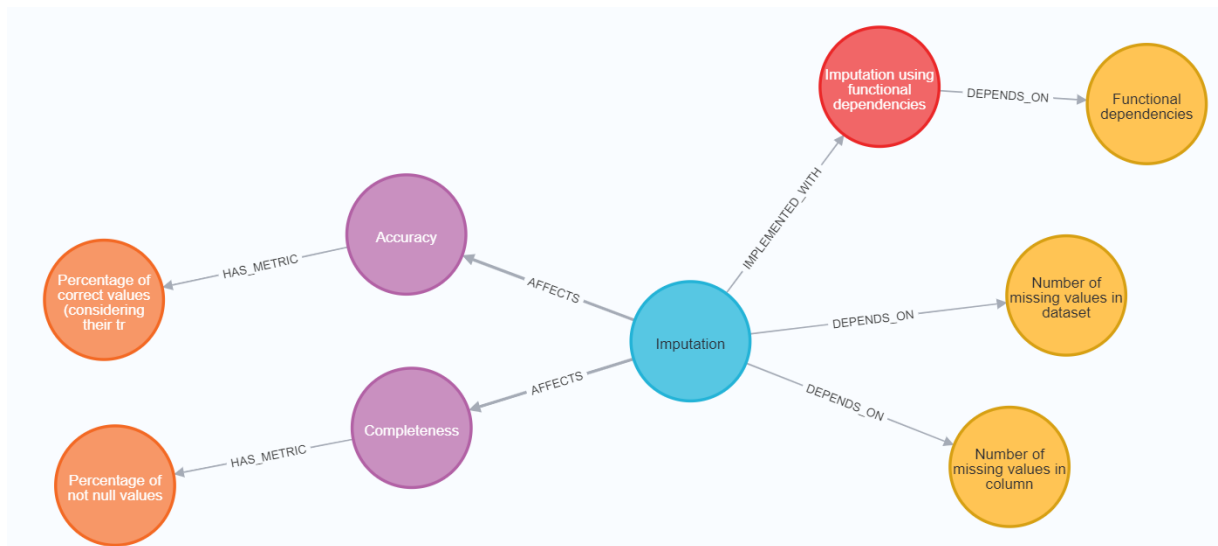 Imputation using
functional
dependencies
DEPENDS_ON
Functional
dependencies
IMPLEMENTED_WITH
Accuracy
HAS_METRIC
Percentage of
correct values
(considering
their tr
AFFECTS
Number of
missing values in
dataset
DEPENDS_ON
Imputation
AFFECTS
DEPENDS_ON
Completeness
HAS_METRIC
Percentage of
not null values
Number of
missing values in
column